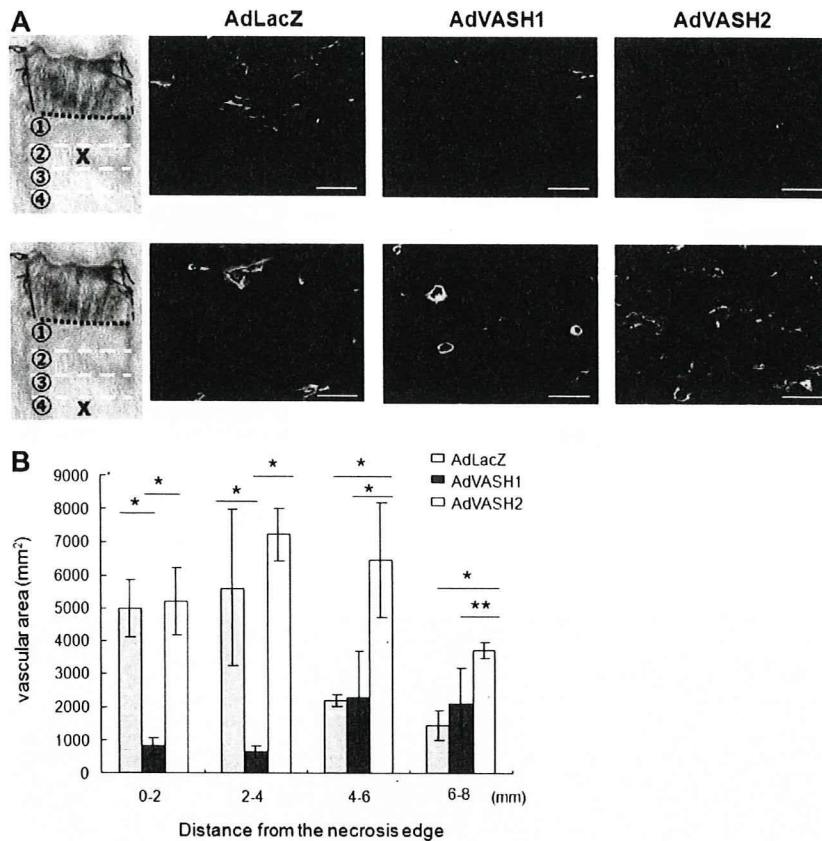 A
AdLacZ AdVASH1 AdVASH2
①
② X
③
④
①
②
③
④ X
B
AdLacZ
AdVASH1
AdVASH2
vascular area (mm²)
9000
8000
7000
6000
5000
4000
3000
2000
1000
0
* * * * * * * **
0-2 2-4 4-6 6-8 (mm)
Distance from the necrosis edge